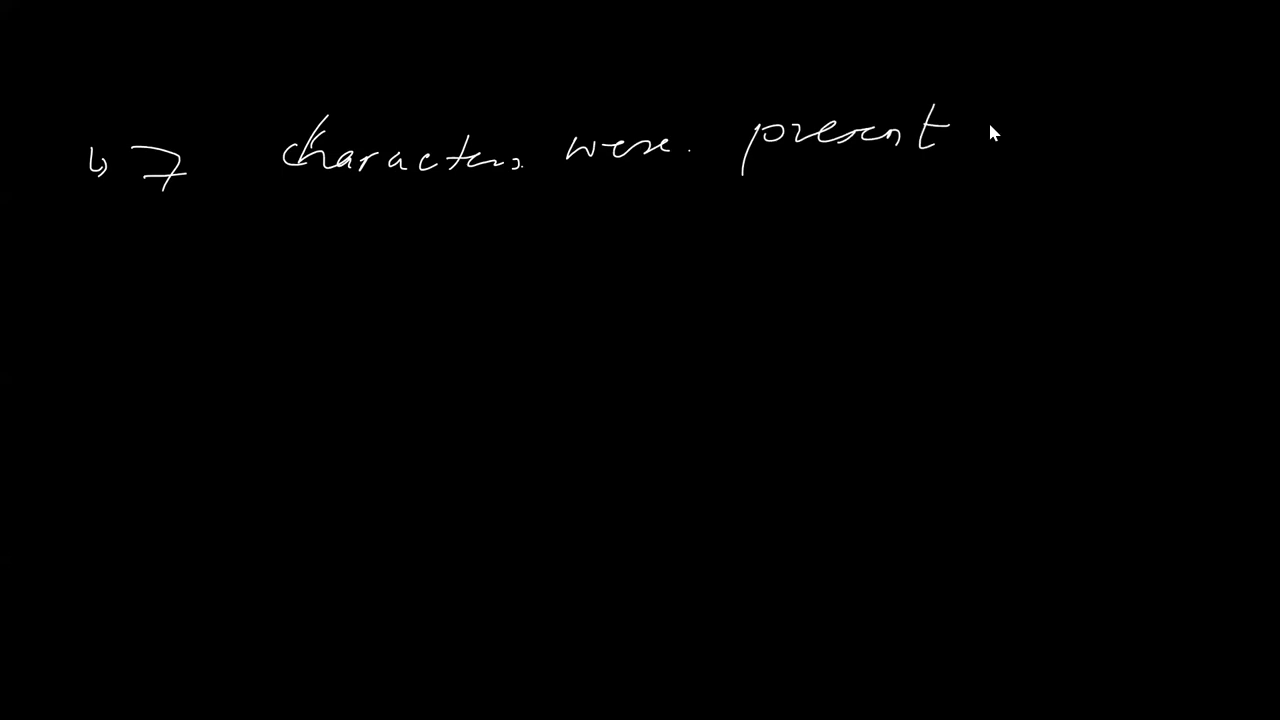 ↳ 7 characters were present